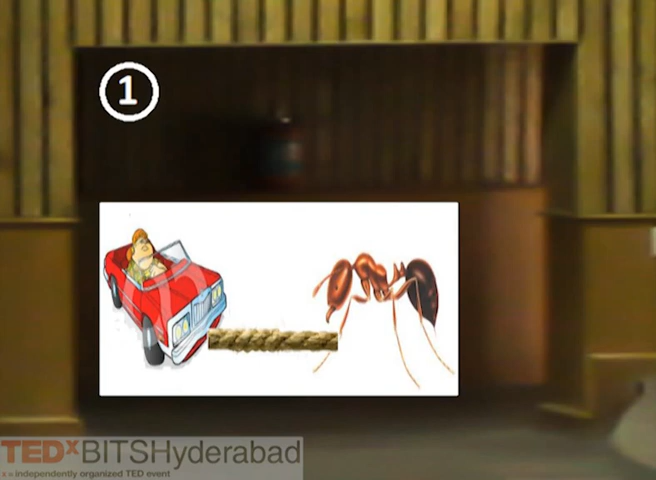 1
TEDxBITSHyderabad
x = independently organized TED event